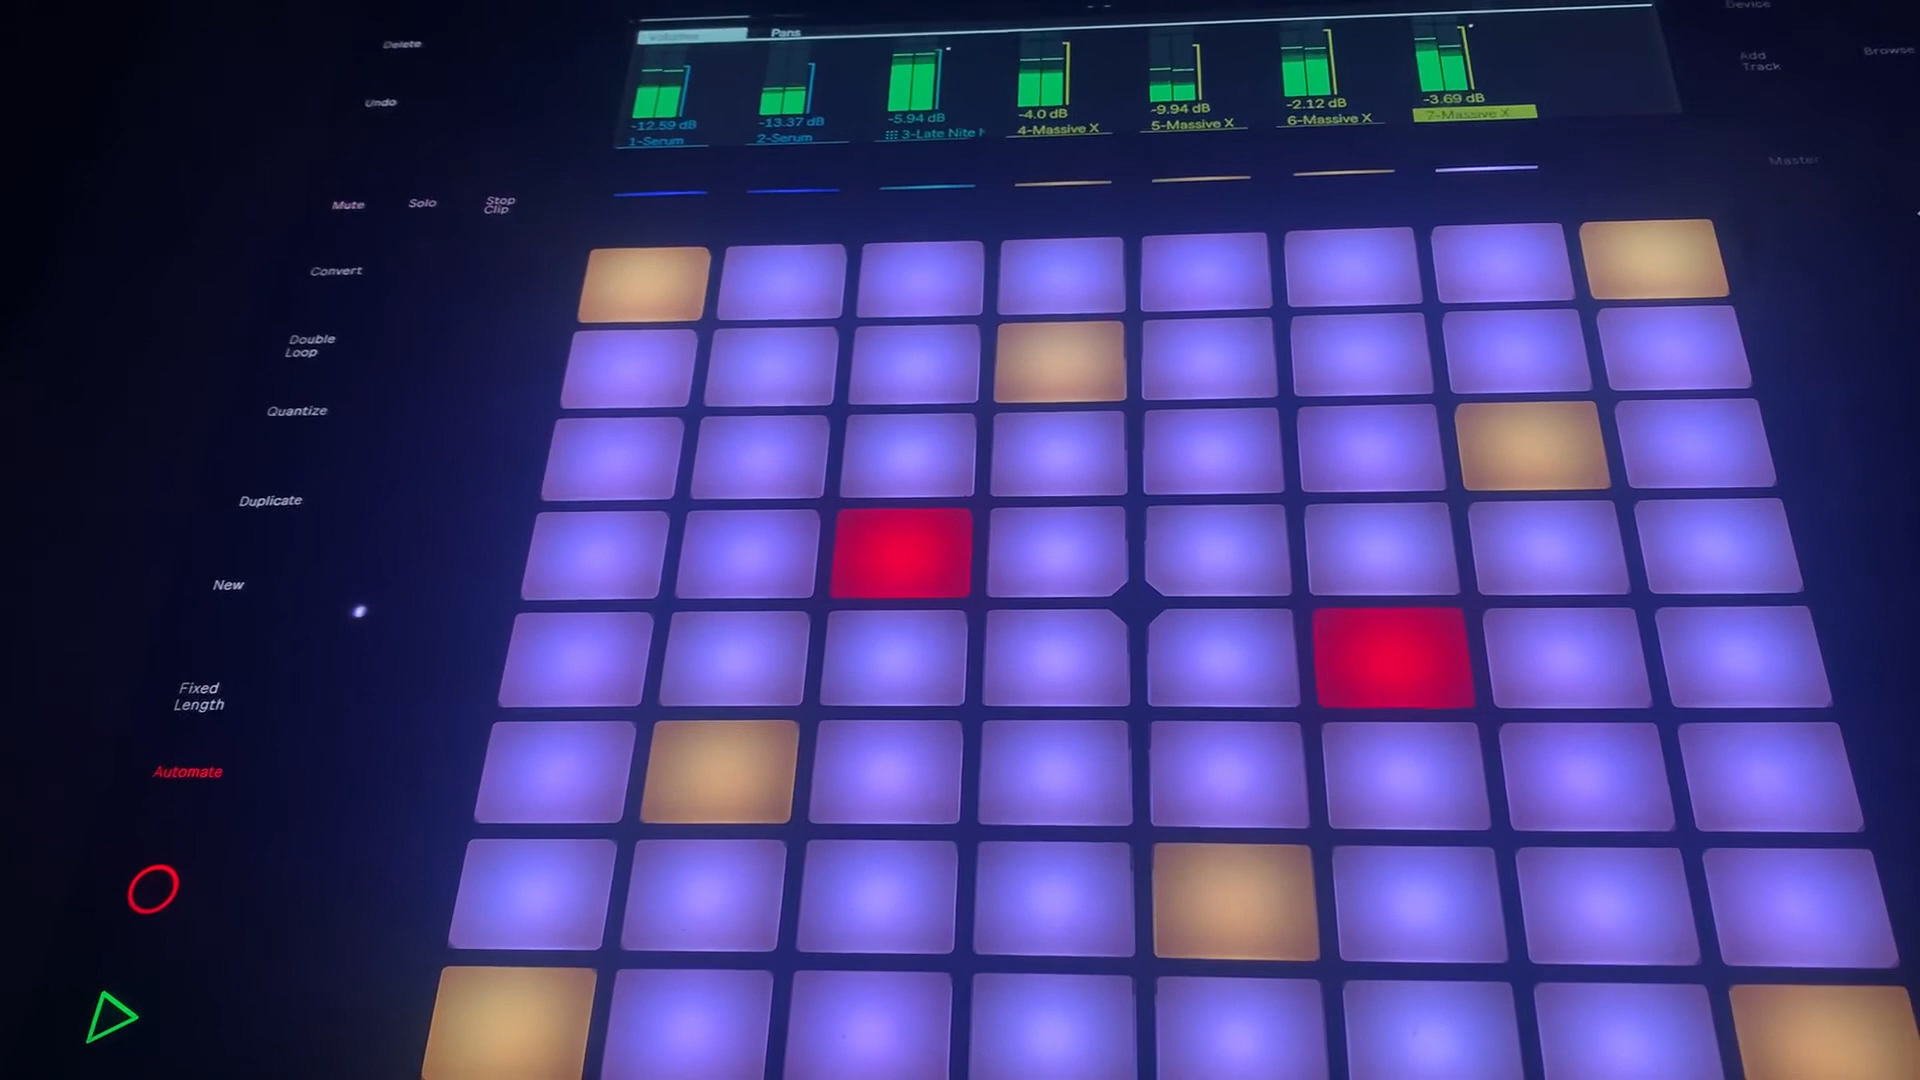 Volumes
Pans
Device
Delete
Add
Track
Browse
Undo
-12.59 dB
-13.37 dB
-5.94 dB
-4.0 dB
-9.94 dB
-2.12 dB
-3.69 dB
1-Serum
2-Serum
3-Late Nite
4-Massive X
5-Massive X
6-Massive X
7-Massive X
Master
Mute
Solo
Stop
Clip
Convert
Double
Loop
Quantize
Duplicate
New
Fixed
Length
Automate